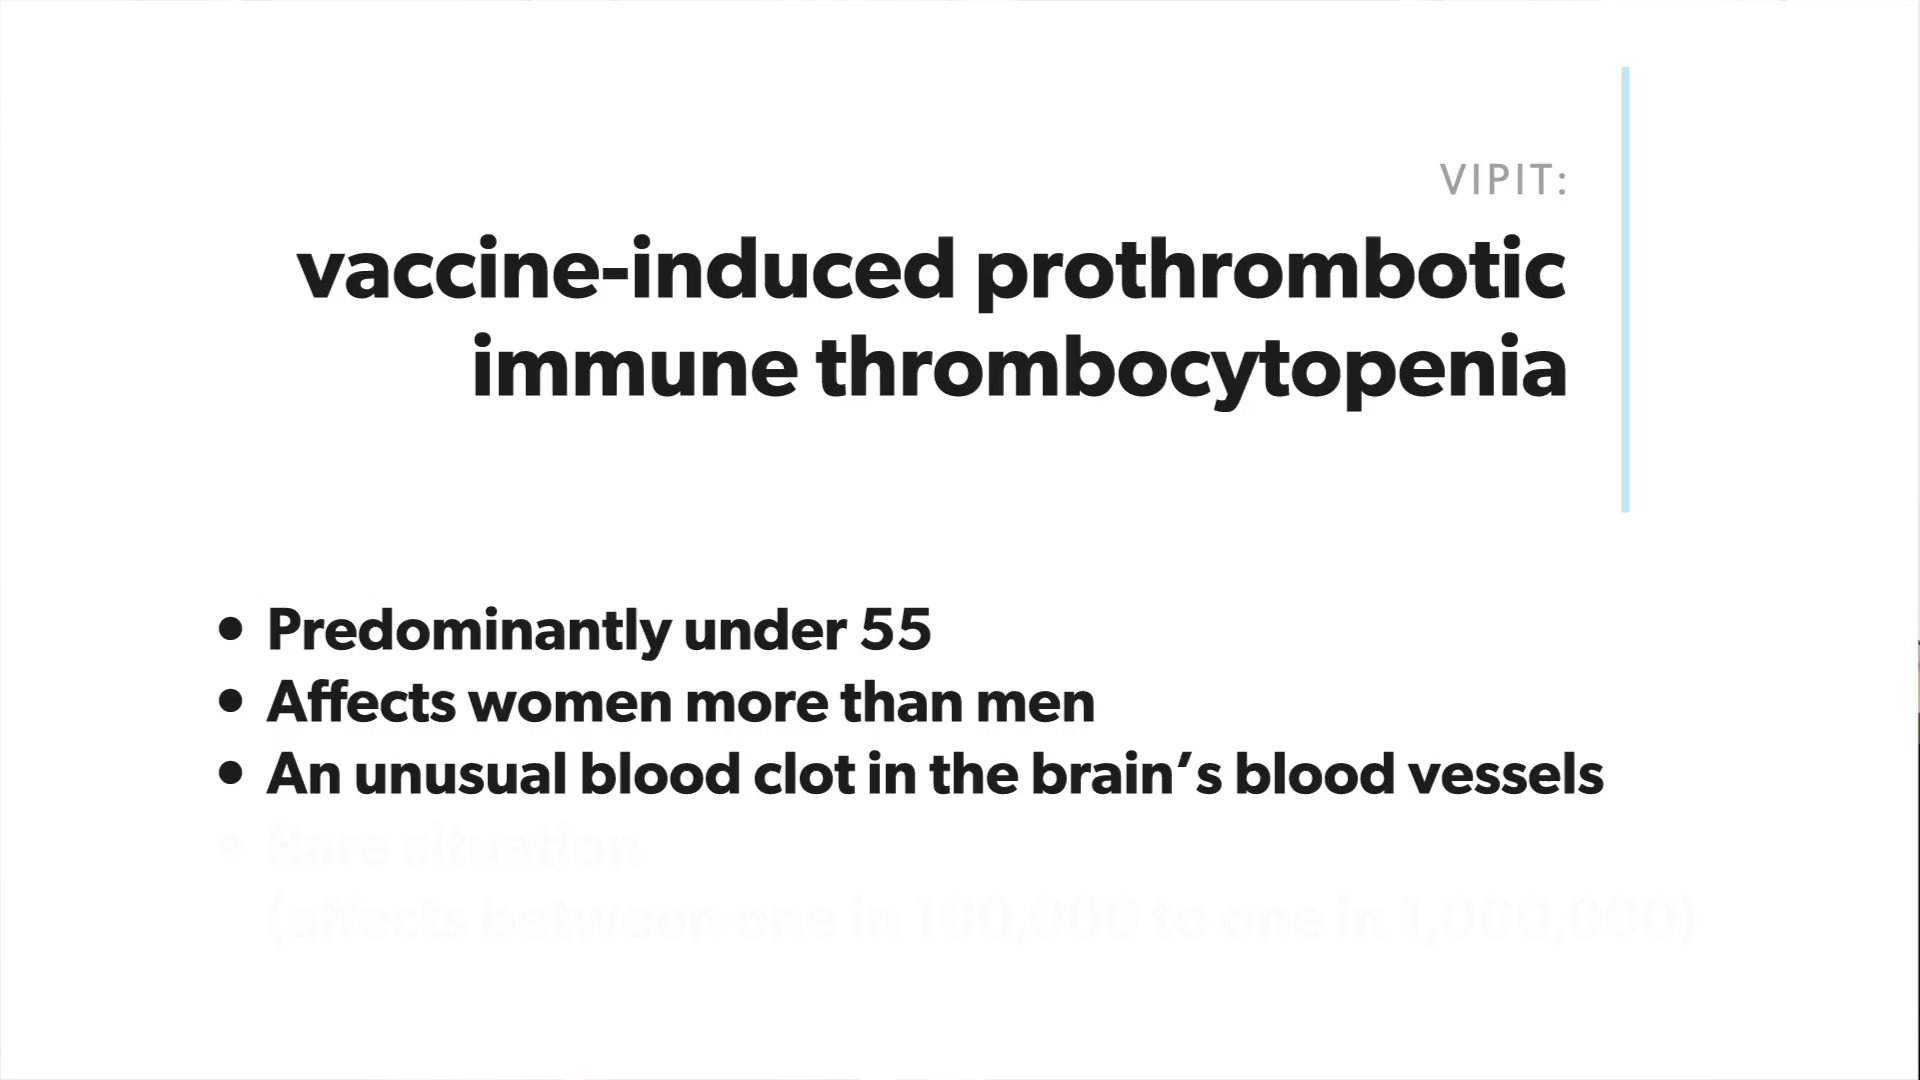 VIPIT:
vaccine-induced prothrombotic
immune thrombocytopenia
• Predominantly under 55
• Affects women more than men
• An unusual blood clot in the brain’s blood vessels
• Rare situation
(affects between one in 100,000 to one in 1,000,000)